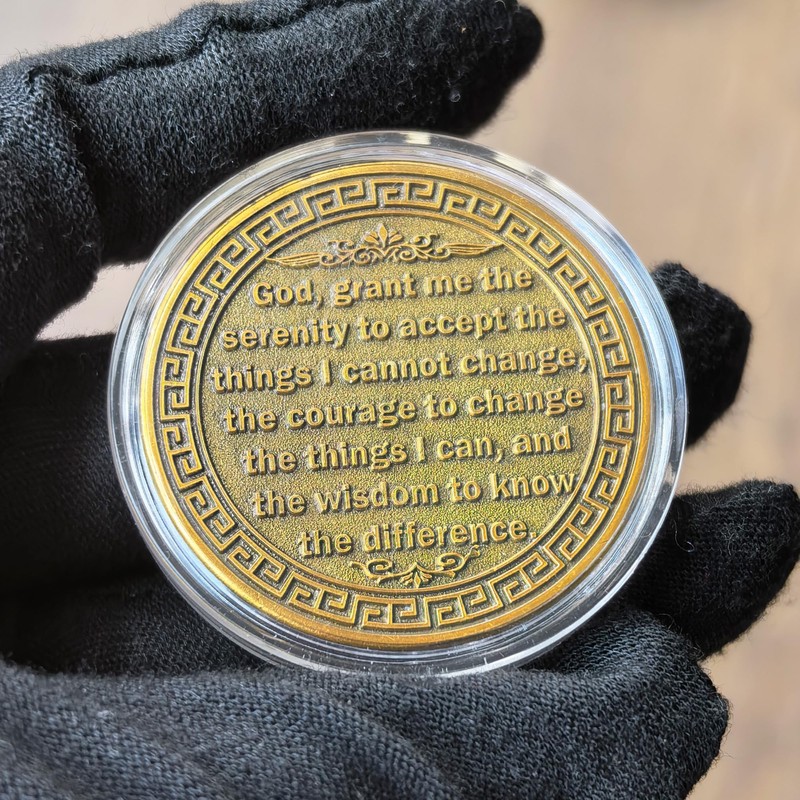 God, grant me the
serenity to accept the
things I cannot change,
the courage to change
the things I can, and
the wisdom to know
the difference.